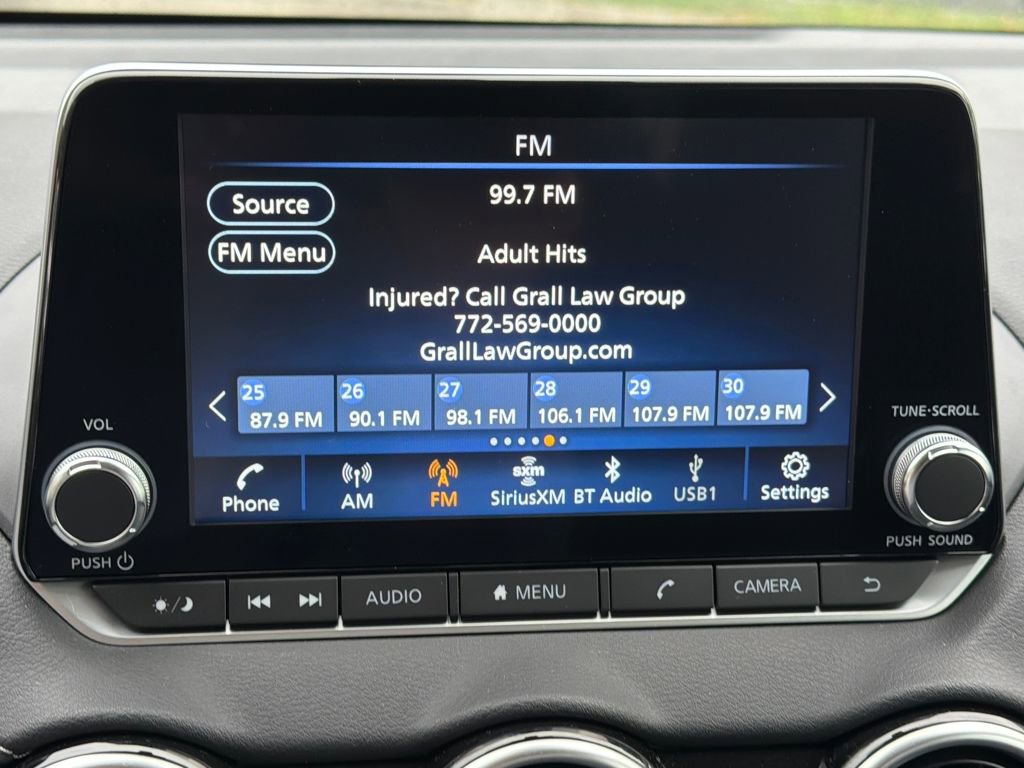 FM
99.7 FM
Source
FM Menu
Adult Hits
Injured? Call Grall Law Group
772-569-0000
GrallLawGroup.com
25 26 27 28 29 30
87.9 FM 90.1 FM 98.1 FM 106.1 FM 107.9 FM 107.9 FM
sxm
Phone AM FM SiriusXM BT Audio USB1 Settings
VOL
PUSH
TUNE·SCROLL
PUSH SOUND
AUDIO MENU CAMERA